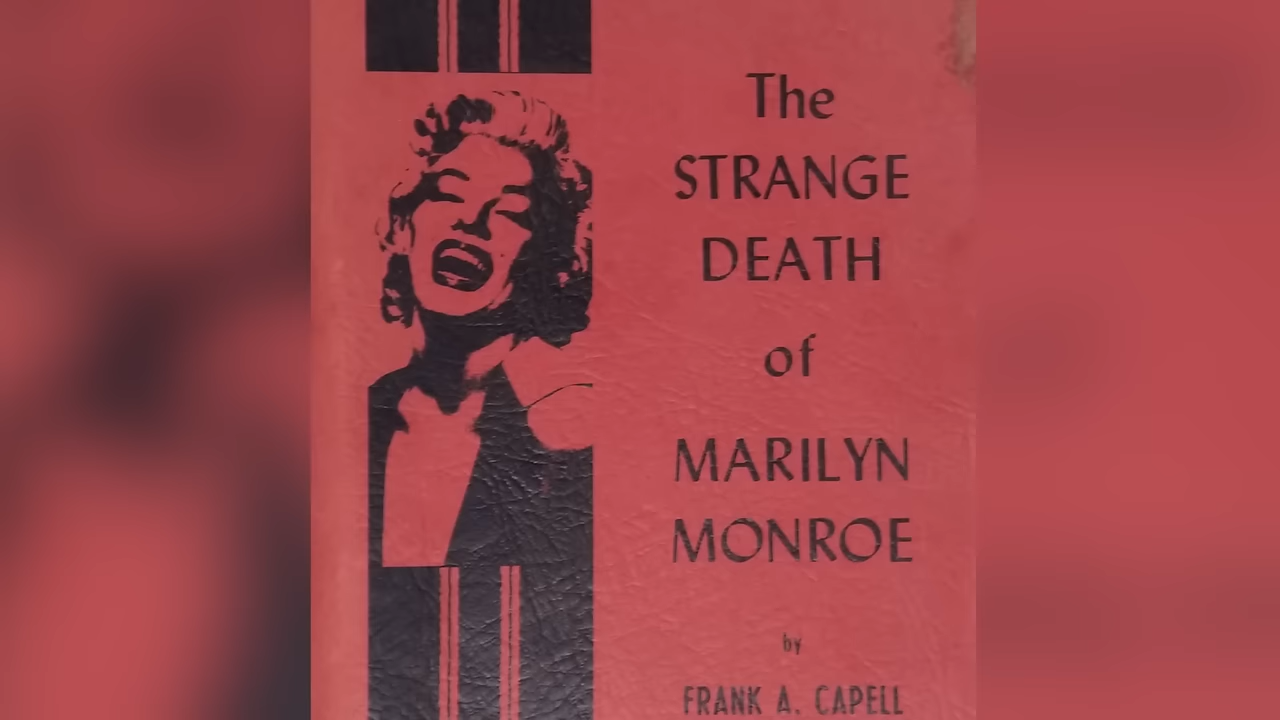 The
STRANGE
DEATH
of
MARILYN
MONROE
by
FRANK A. CAPELL